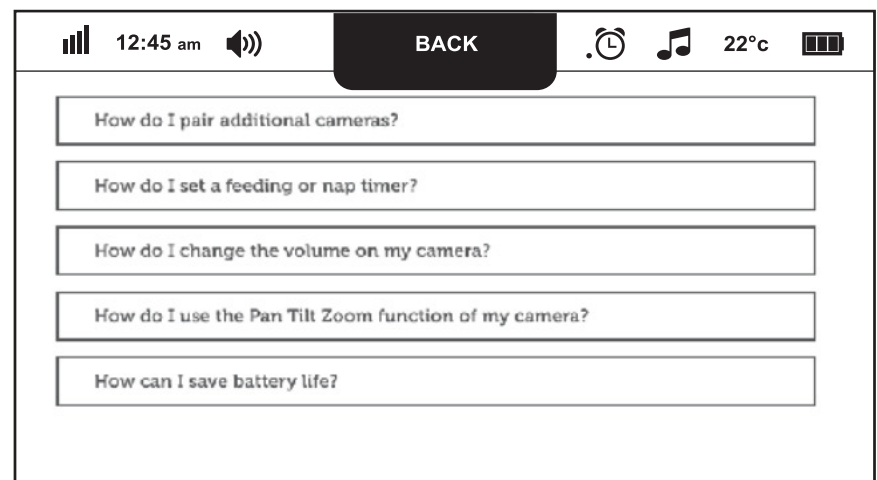 12:45 am BACK 22°c
How do I pair additional cameras?
How do I set a feeding or nap timer?
How do I change the volume on my camera?
How do I use the Pan Tilt Zoom function of my camera?
How can I save battery life?